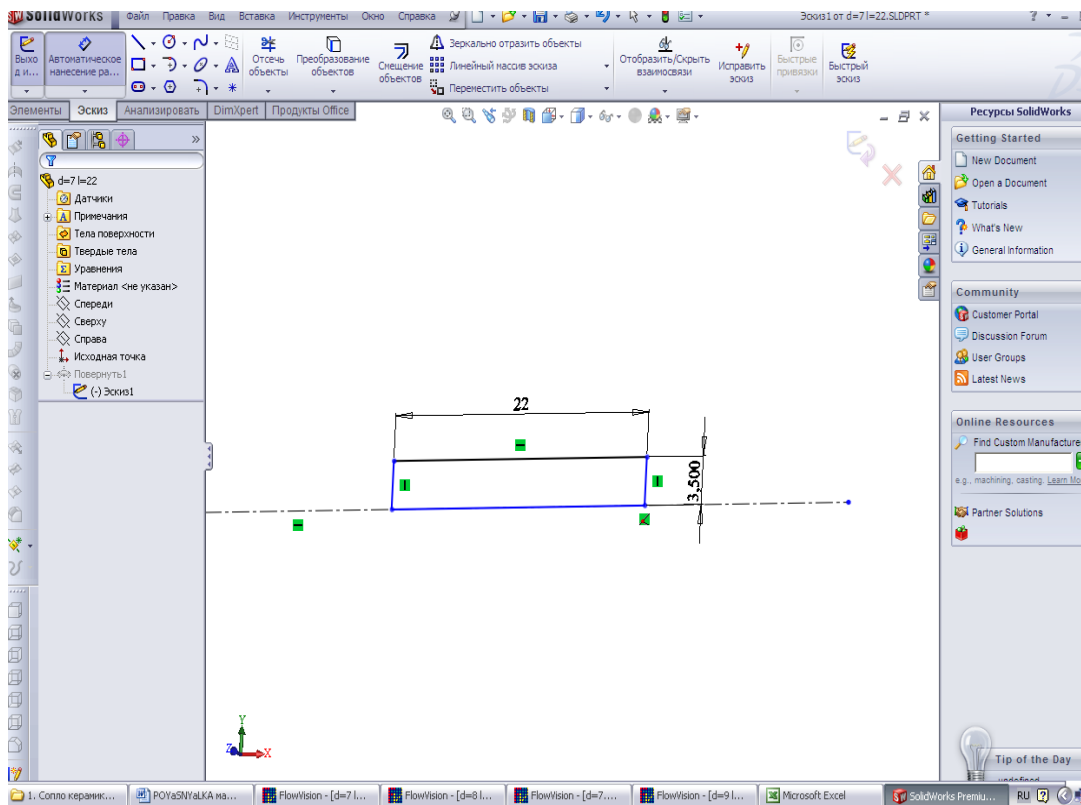 SolidWorks Файл Правка Вид Вставка Инструменты Окно Справка Эскиз1 от d=7 l=22.SLDPRT *
Выхо д и...
Автоматическое нанесение ра...
Отсечь объекты
Преобразование объектов
Смещение объектов
Зеркально отразить объекты
Линейный массив эскиза
Переместить объекты
Отобразить/Скрыть взаимосвязи
Исправить эскиз
Быстрые привязки
Быстрый эскиз
Элементы Эскиз Анализировать DimXpert Продукты Office
d=7 l=22
Датчики
Примечания
Тела поверхности
Твердые тела
Уравнения
Материал <не указан>
Спереди
Сверху
Справа
Исходная точка
Повернуть1
(-) Эскиз1
22
3,500
Y
Z
X
Ресурсы SolidWorks
Getting Started
New Document
Open a Document
Tutorials
What's New
General Information
Community
Customer Portal
Discussion Forum
User Groups
Latest News
Online Resources
Find Custom Manufacture
e.g., machining, casting. Learn Mo
Partner Solutions
Tip of the Day
1. Сопло керамик... POYaSNYaLKA ма... FlowVision - [d=7 l... FlowVision - [d=8 l... FlowVision - [d=7.... FlowVision - [d=9 l... Microsoft Excel SolidWorks Premiu... RU